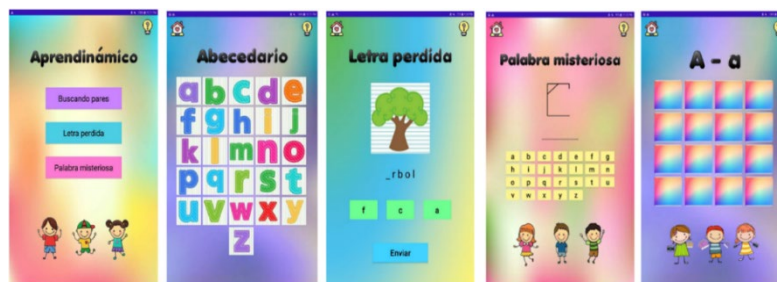 Aprendinámico
Buscando pares
Letra perdida
Palabra misteriosa
Abecedario
a b c d e
f g h i j
k l m n o
p q r s t
u v w x y
z
Letra perdida
_rbol
f c a
Enviar
Palabra misteriosa
a b c d e f g
h i j k l m n
o p q r s t u
v w x y z
A - a